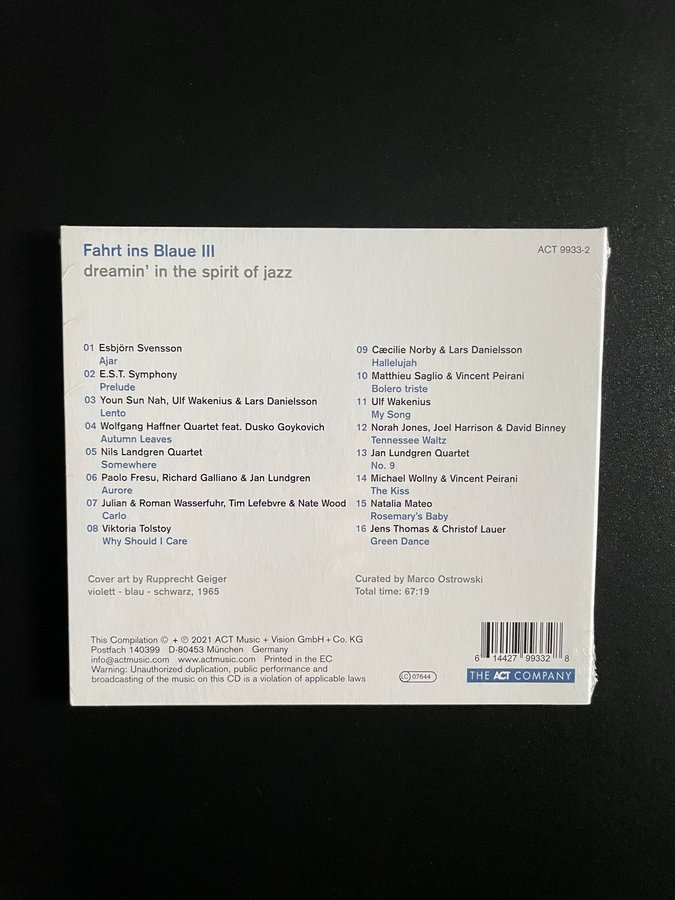 Fahrt ins Blaue III
dreamin' in the spirit of jazz
ACT 9933-2
01 Esbjörn Svensson
Ajar
02 E.S.T. Symphony
Prelude
03 Youn Sun Nah, Ulf Wakenius & Lars Danielsson
Lento
04 Wolfgang Haffner Quartet feat. Dusko Goykovich
Autumn Leaves
05 Nils Landgren Quartet
Somewhere
06 Paolo Fresu, Richard Galliano & Jan Lundgren
Aurore
07 Julian & Roman Wasserfuhr, Tim Lefebvre & Nate Wood
Carlo
08 Viktoria Tolstoy
Why Should I Care
09 Cæcilie Norby & Lars Danielsson
Hallelujah
10 Matthieu Saglio & Vincent Peirani
Bolero triste
11 Ulf Wakenius
My Song
12 Norah Jones, Joel Harrison & David Binney
Tennessee Waltz
13 Jan Lundgren Quartet
No. 9
14 Michael Wollny & Vincent Peirani
The Kiss
15 Natalia Mateo
Rosemary's Baby
16 Jens Thomas & Christof Lauer
Green Dance
Cover art by Rupprecht Geiger
violett - blau - schwarz, 1965
Curated by Marco Ostrowski
Total time: 67:19
This Compilation © + ℗ 2021 ACT Music + Vision GmbH + Co. KG
Postfach 140399 D-80453 München Germany
info@actmusic.com www.actmusic.com Printed in the EC
Warning: Unauthorized duplication, public performance and
broadcasting of the music on this CD is a violation of applicable laws
LC 07644
6 14427 99332 8
THE ACT COMPANY